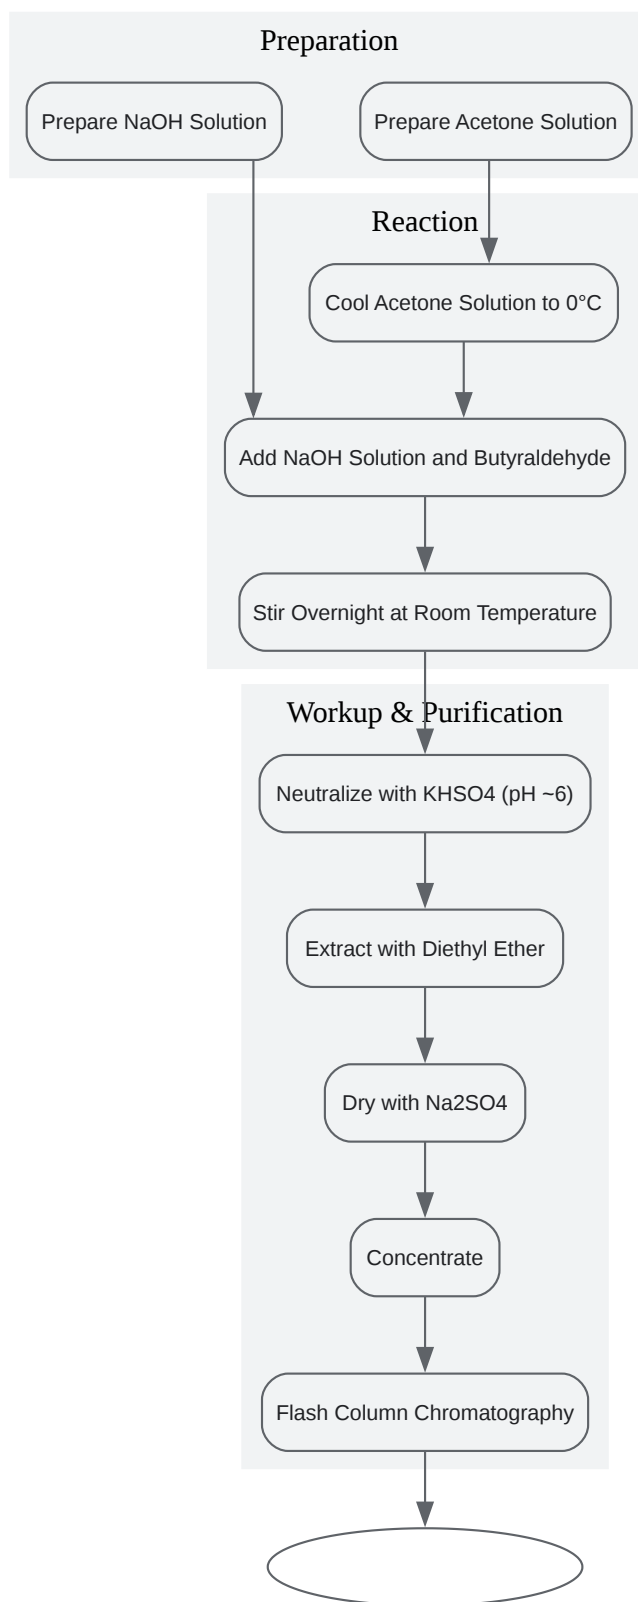 Preparation
Prepare NaOH Solution
Prepare Acetone Solution
Reaction
Cool Acetone Solution to 0°C
Add NaOH Solution and Butyraldehyde
Stir Overnight at Room Temperature
Workup & Purification
Neutralize with KHSO4 (pH ~6)
Extract with Diethyl Ether
Dry with Na2SO4
Concentrate
Flash Column Chromatography